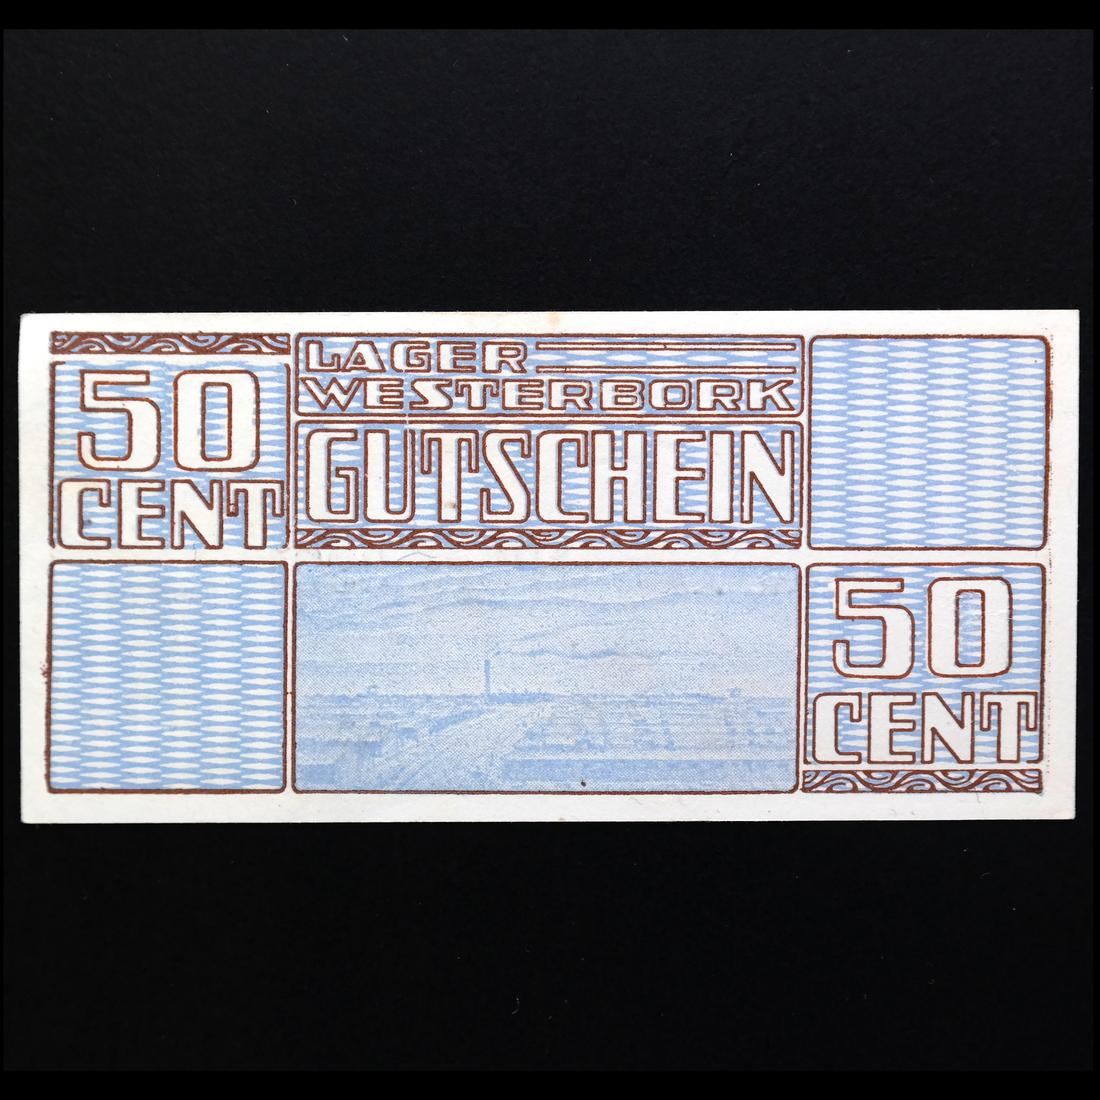 50
CENT
LAGER
WESTERBORK
GUTSCHEIN
50
CENT